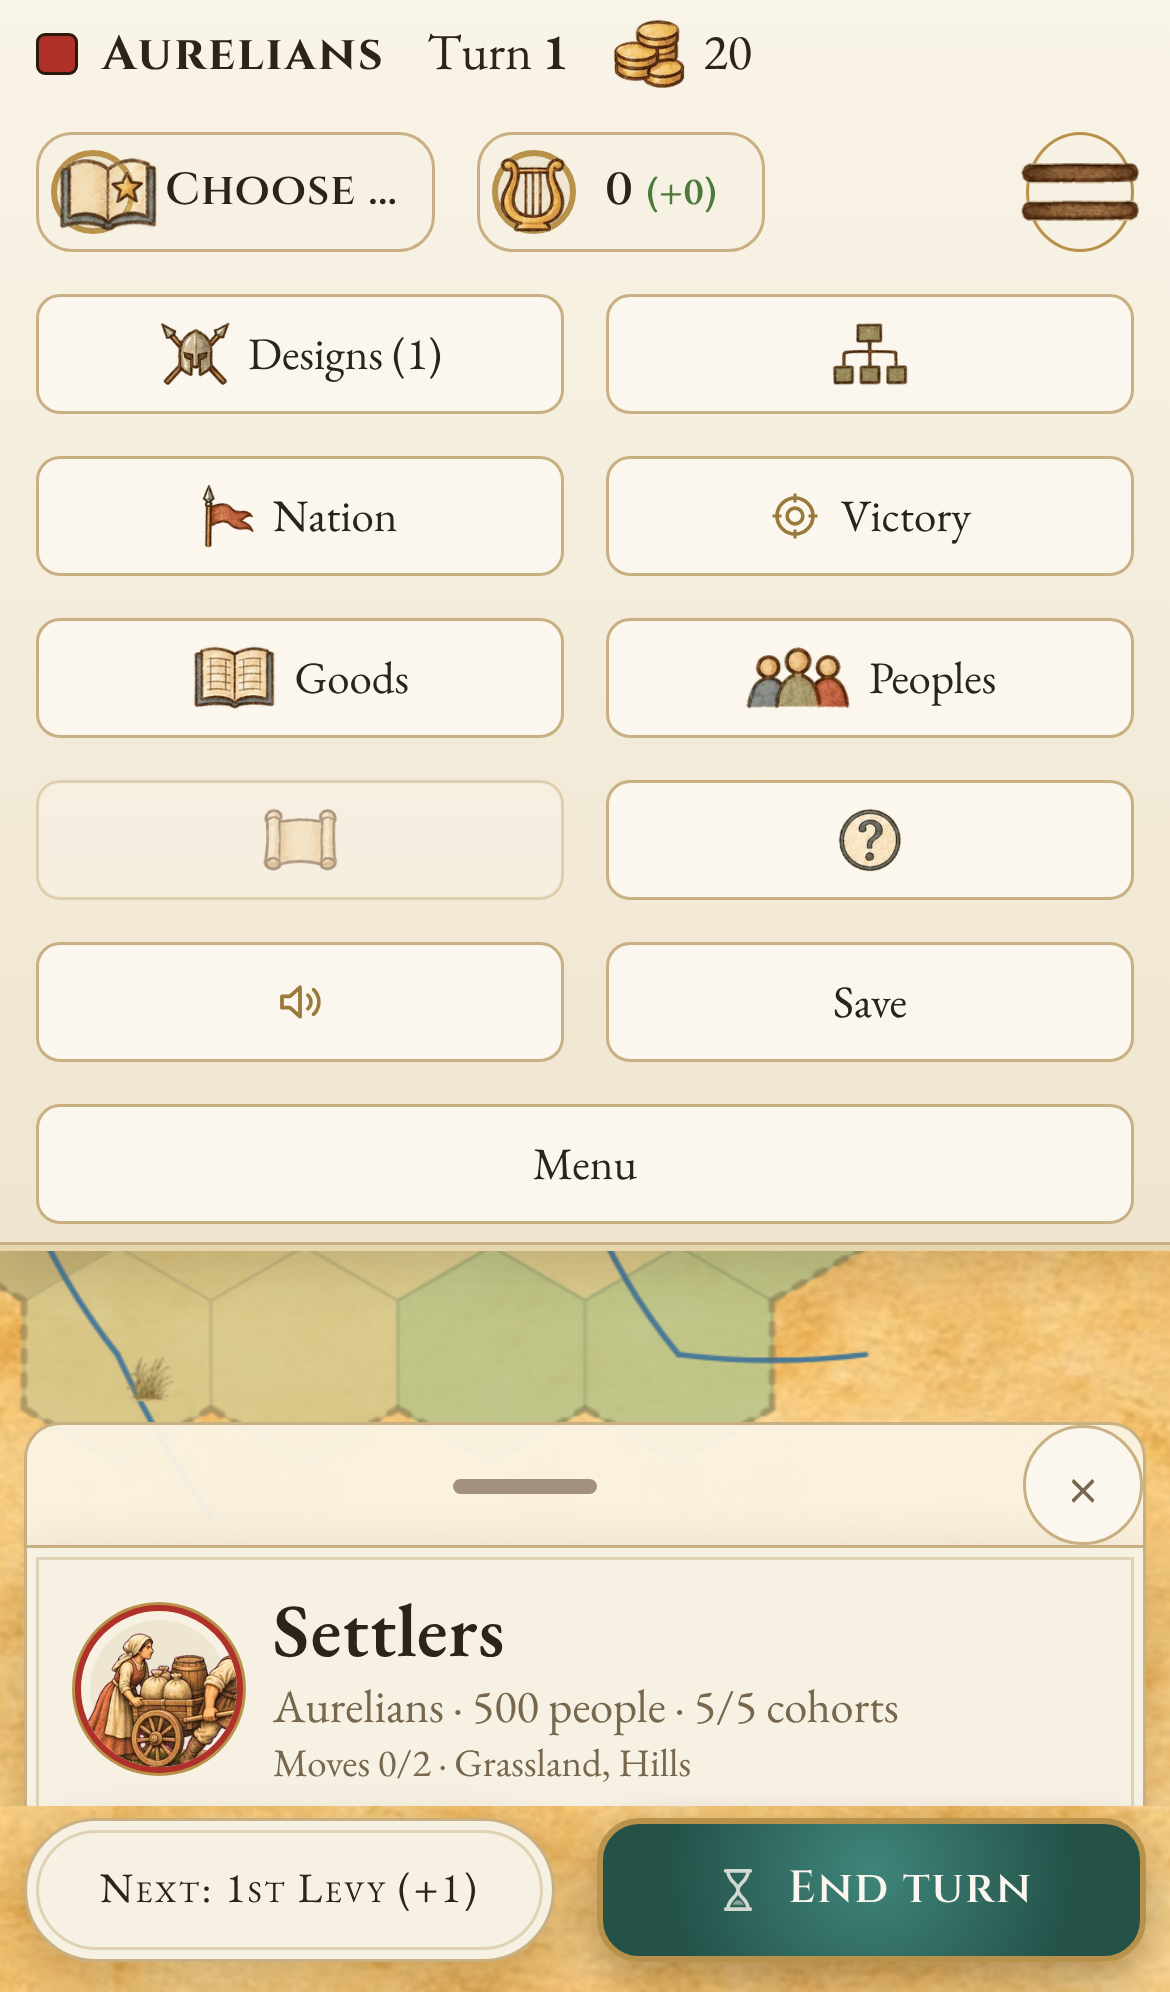 AURELIANS Turn 1 20
CHOOSE ... 0 (+0)
Designs (1)
Nation Victory
Goods Peoples
?
Save
Menu
×
Settlers
Aurelians · 500 people · 5/5 cohorts
Moves 0/2 · Grassland, Hills
NEXT: 1ST LEVY (+1) END TURN